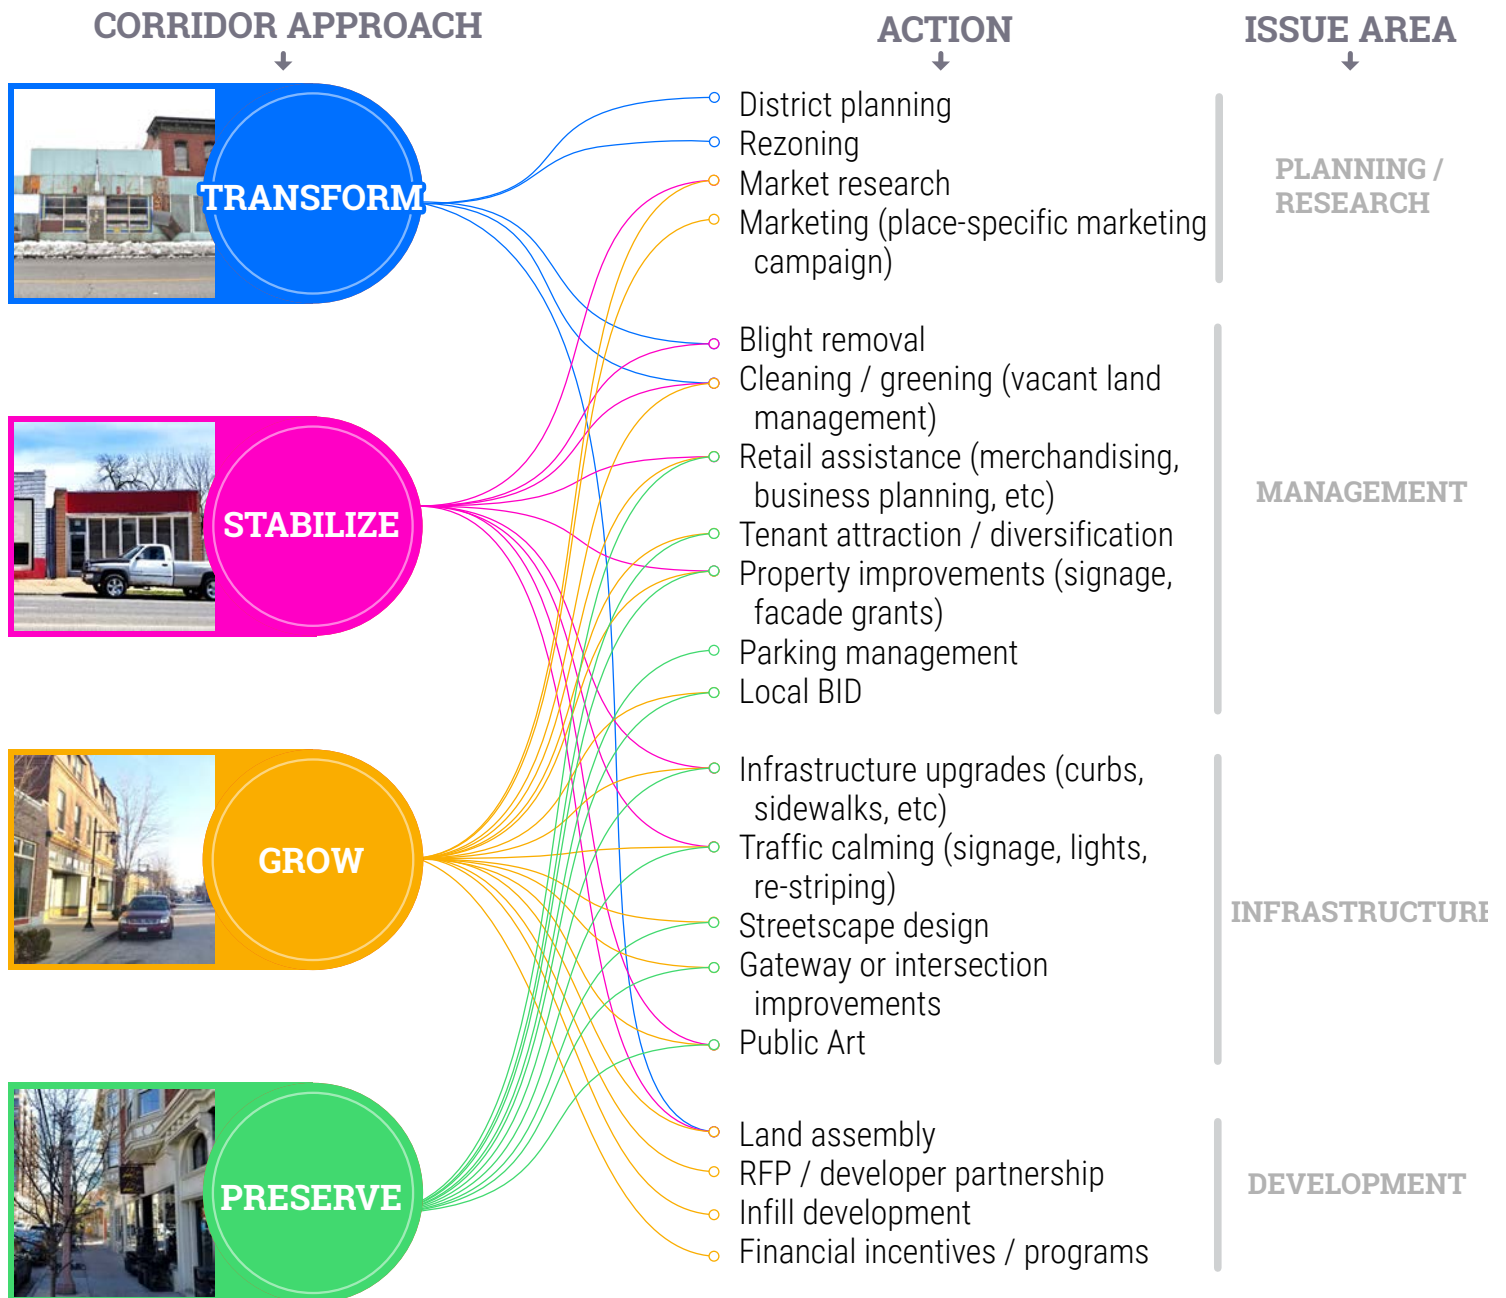 CORRIDOR APPROACH
ACTION
ISSUE AREA
TRANSFORM
STABILIZE
GROW
PRESERVE
District planning
Rezoning
Market research
Marketing (place-specific marketing
campaign)
PLANNING /
RESEARCH
Blight removal
Cleaning / greening (vacant land
management)
Retail assistance (merchandising,
business planning, etc)
Tenant attraction / diversification
Property improvements (signage,
facade grants)
Parking management
Local BID
MANAGEMENT
Infrastructure upgrades (curbs,
sidewalks, etc)
Traffic calming (signage, lights,
re-striping)
Streetscape design
Gateway or intersection
improvements
Public Art
INFRASTRUCTURE
Land assembly
RFP / developer partnership
Infill development
Financial incentives / programs
DEVELOPMENT